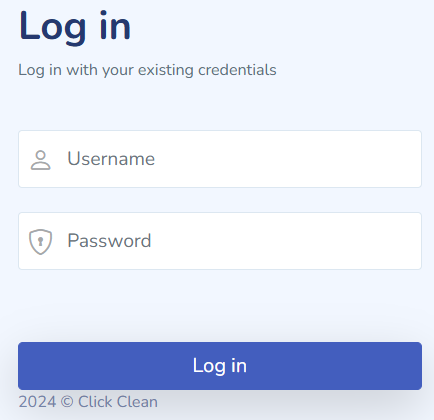 Log in
Log in with your existing credentials
Username
Password
Log in
2024 © Click Clean